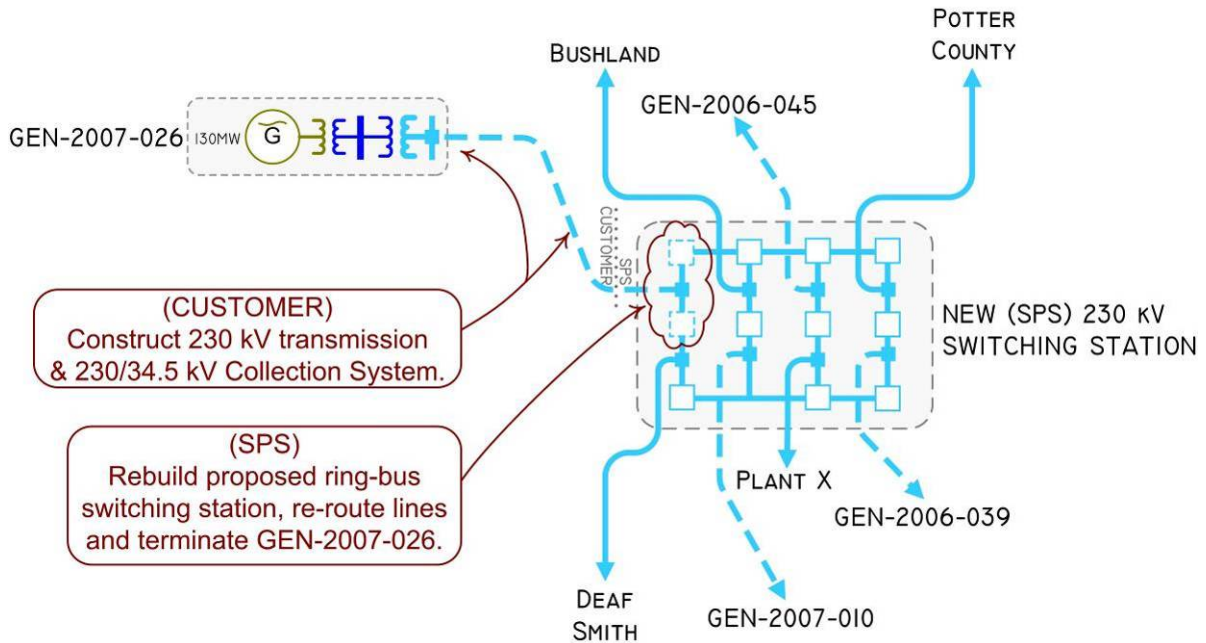 POTTER
COUNTY
BUSHLAND
GEN-2006-045
GEN-2007-026
130MW
G
CUSTOMER
SPS
(CUSTOMER)
Construct 230 kV transmission
& 230/34.5 kV Collection System.
NEW (SPS) 230 KV
SWITCHING STATION
(SPS)
Rebuild proposed ring-bus
switching station, re-route lines
and terminate GEN-2007-026.
PLANT X
GEN-2006-039
DEAF
SMITH
GEN-2007-010